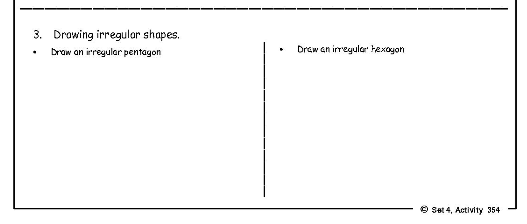 3. Drawing irregular shapes.
• Draw an irregular pentagon
• Draw an irregular hexagon
© Set 4, Activity 354